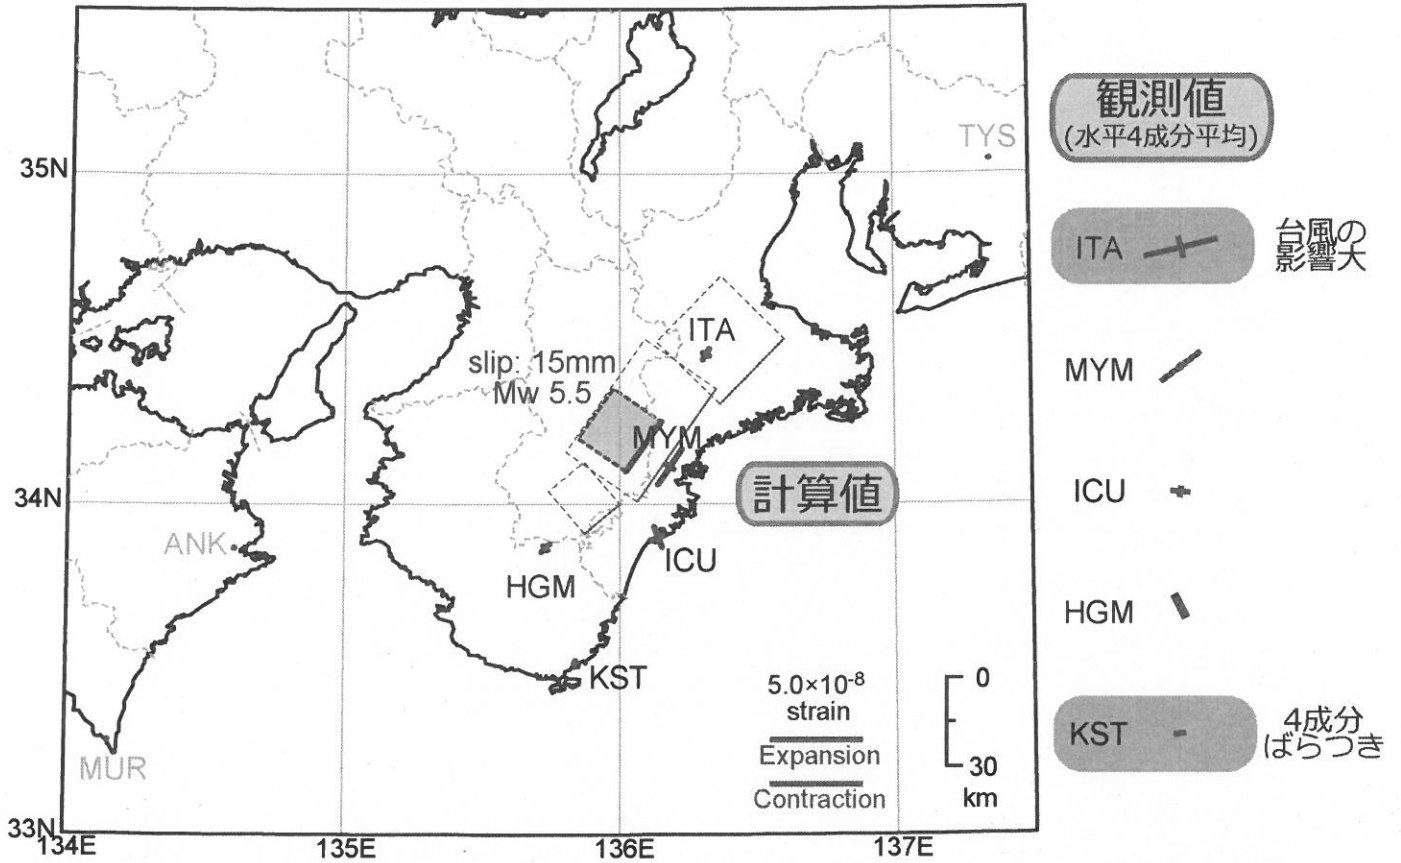 35N
34N
33N
134E
135E
136E
137E
TYS
ITA
slip: 15mm
Mw 5.5
MYM
計算値
ANK
HGM
ICU
KST
MUR
5.0×10-8
strain
Expansion
Contraction
0
30
km
観測値
(水平4成分平均)
ITA
台風の
影響大
MYM
ICU
HGM
KST
4成分
ばらつき